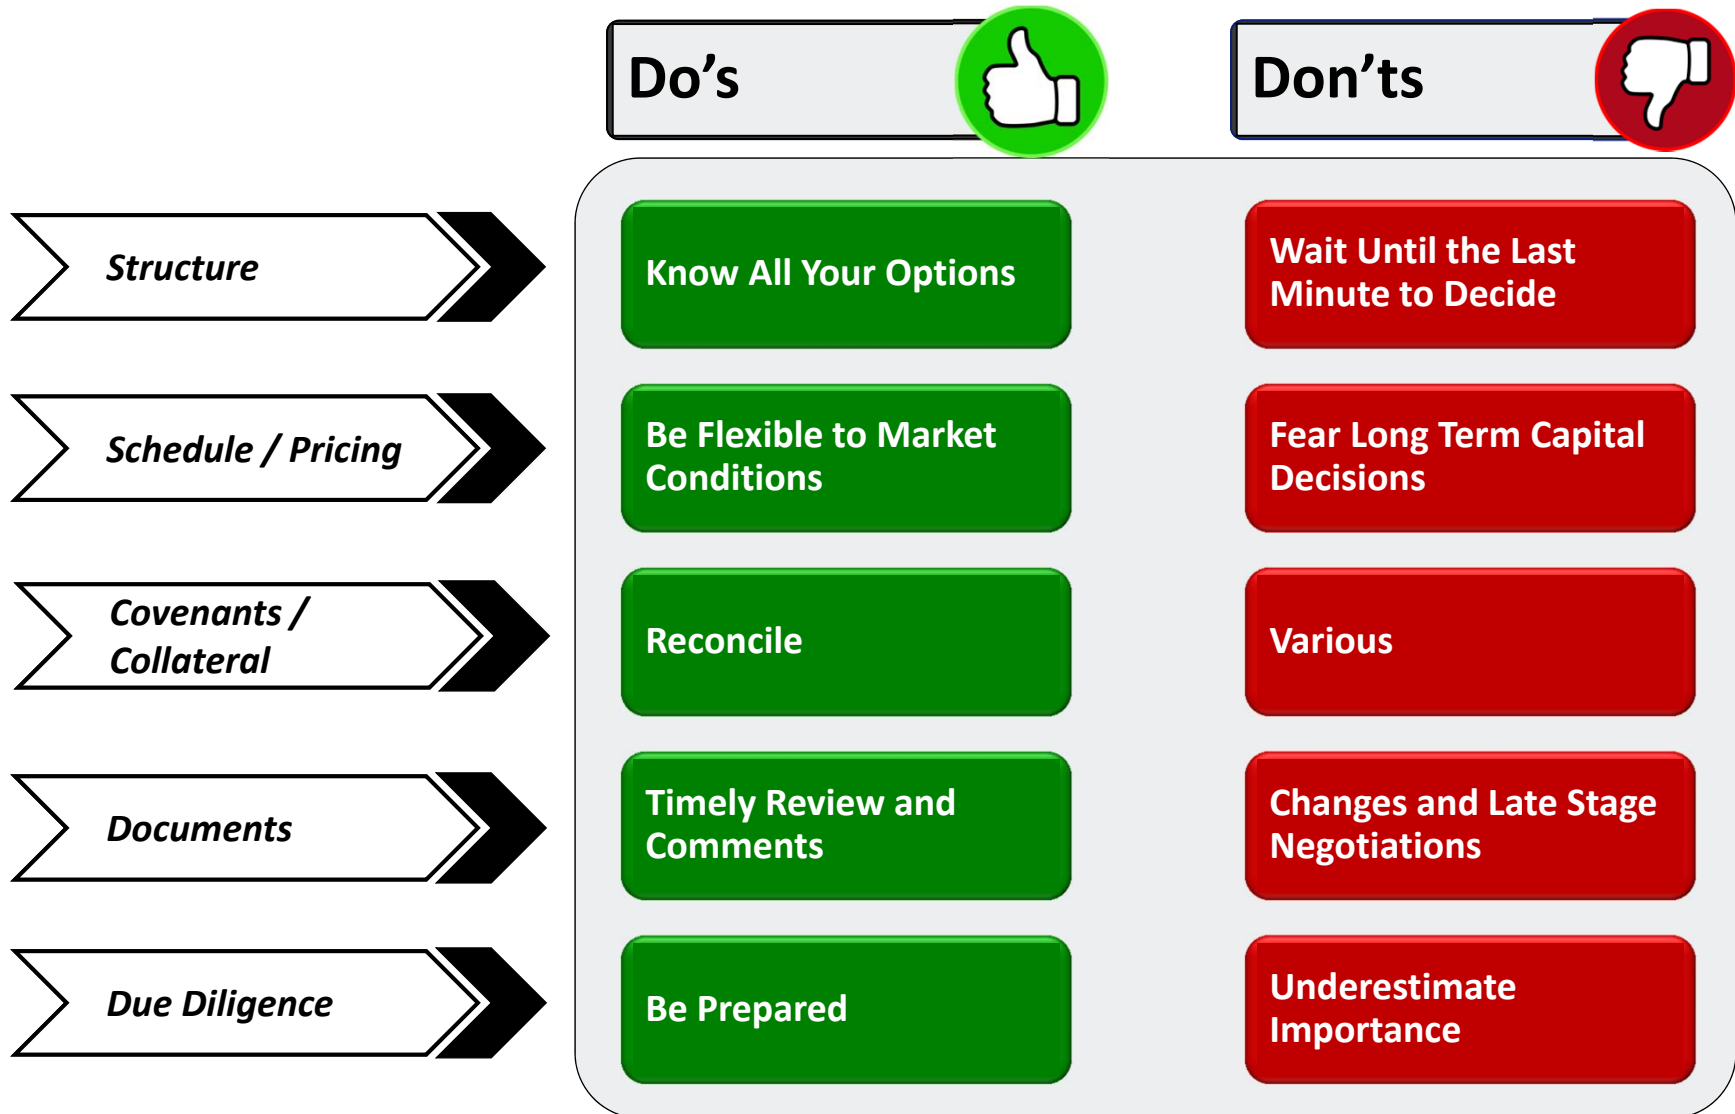 Do's
Don'ts
Structure
Know All Your Options
Wait Until the Last
Minute to Decide
Schedule / Pricing
Be Flexible to Market
Conditions
Fear Long Term Capital
Decisions
Covenants /
Collateral
Reconcile
Various
Documents
Timely Review and
Comments
Changes and Late Stage
Negotiations
Due Diligence
Be Prepared
Underestimate
Importance